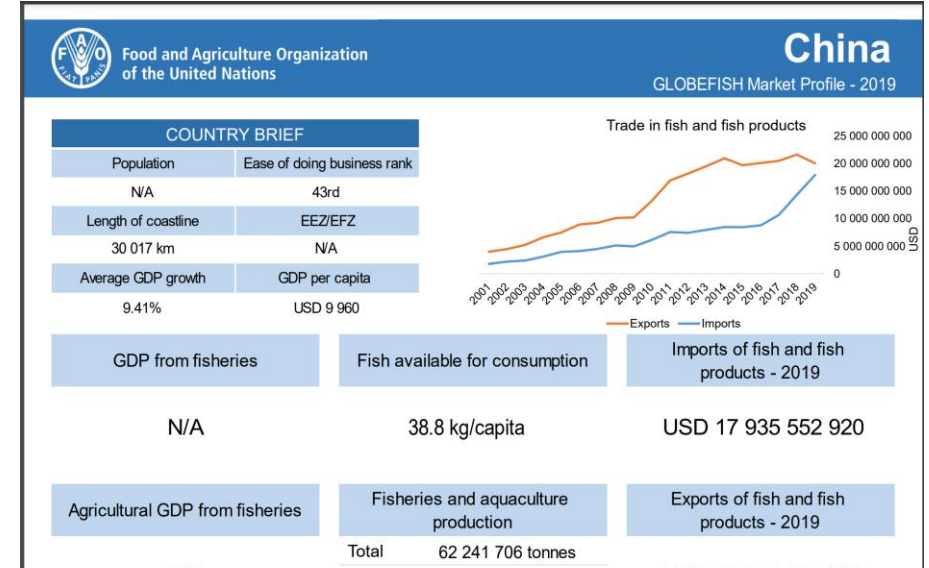 FAO
FIAT PANIS
Food and Agriculture Organization
of the United Nations
China
GLOBEFISH Market Profile - 2019
COUNTRY BRIEF
Population Ease of doing business rank
N/A 43rd
Length of coastline EEZ/EFZ
30 017 km N/A
Average GDP growth GDP per capita
9.41% USD 9 960
Trade in fish and fish products
25 000 000 000
20 000 000 000
15 000 000 000
10 000 000 000
5 000 000 000
0
USD
2001 2002 2003 2004 2005 2006 2007 2008 2009 2010 2011 2012 2013 2014 2015 2016 2017 2018 2019
Exports Imports
GDP from fisheries
N/A
Fish available for consumption
38.8 kg/capita
Imports of fish and fish
products - 2019
USD 17 935 552 920
Agricultural GDP from fisheries
Fisheries and aquaculture
production
Total 62 241 706 tonnes
Exports of fish and fish
products - 2019